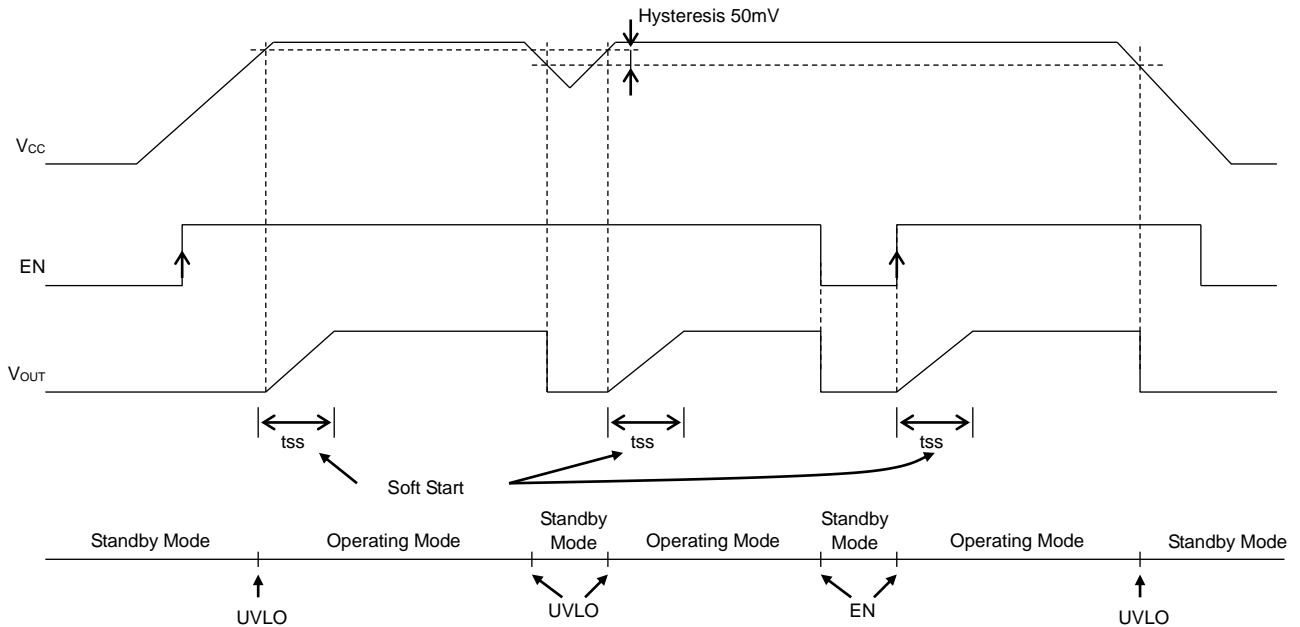 Hysteresis 50mV
VCC
EN
VOUT
tss
tss
tss
Soft Start
Standby Mode
Operating Mode
Standby
Mode
Operating Mode
Standby
Mode
Operating Mode
Standby Mode
UVLO
UVLO
EN
UVLO